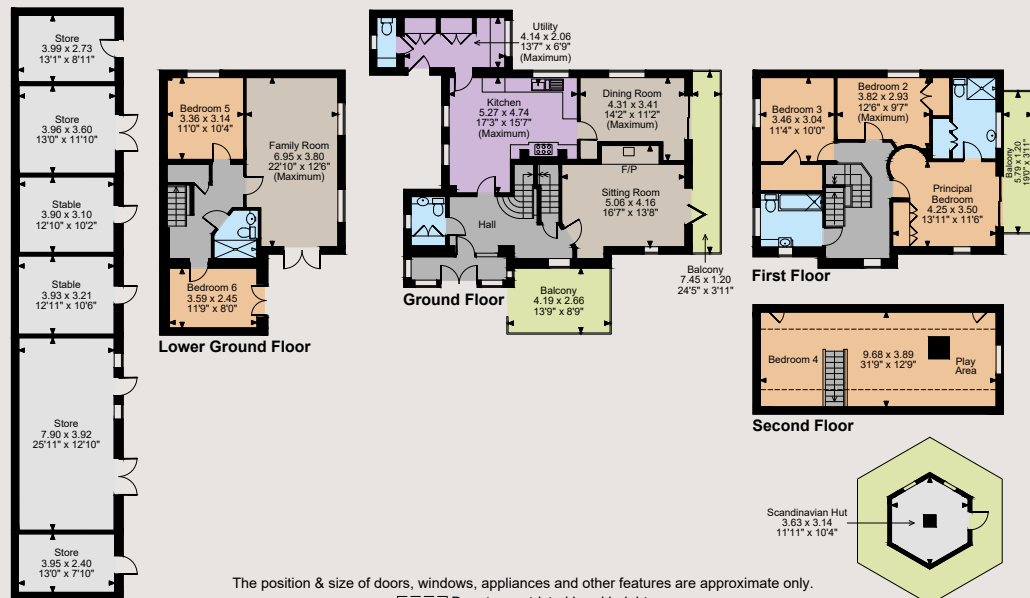 Store
3.99 x 2.73
13'1" x 8'11"
Store
3.96 x 3.60
13'0" x 11'10"
Stable
3.90 x 3.10
12'10" x 10'2"
Stable
3.93 x 3.21
12'11" x 10'6"
Store
7.90 x 3.92
25'11" x 12'10"
Store
3.95 x 2.40
13'0" x 7'10"
Bedroom 5
3.36 x 3.14
11'0" x 10'4"
Family Room
6.95 x 3.80
22'10" x 12'6"
(Maximum)
Bedroom 6
3.59 x 2.45
11'9" x 8'0"
Lower Ground Floor
Utility
4.14 x 2.06
13'7" x 6'9"
(Maximum)
Kitchen
5.27 x 4.74
17'3" x 15'7"
(Maximum)
Dining Room
4.31 x 3.41
14'2" x 11'2"
(Maximum)
F/P
Sitting Room
5.06 x 4.16
16'7" x 13'8"
Hall
Balcony
7.45 x 1.20
24'5" x 3'11"
Balcony
4.19 x 2.66
13'9" x 8'9"
Ground Floor
Bedroom 3
3.46 x 3.04
11'4" x 10'0"
Bedroom 2
3.82 x 2.93
12'6" x 9'7"
(Maximum)
Principal
Bedroom
4.25 x 3.50
13'11" x 11'6"
Balcony
5.79 x 1.20
19'0" x 3'11"
First Floor
Bedroom 4
9.68 x 3.89
31'9" x 12'9"
Play
Area
Second Floor
Scandinavian Hut
3.63 x 3.14
11'11" x 10'4"
The position & size of doors, windows, appliances and other features are approximate only.